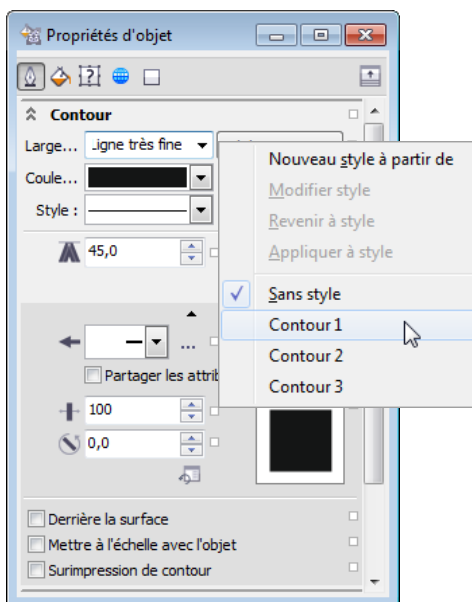 Propriétés d'objet
Contour
Large... Ligne très fine
Coule...
Style :
45,0
...
Partager les attrib
100
0,0
Derrière la surface
Mettre à l'échelle avec l'objet
Surimpression de contour
Nouveau style à partir de
Modifier style
Revenir à style
Appliquer à style
Sans style
Contour 1
Contour 2
Contour 3